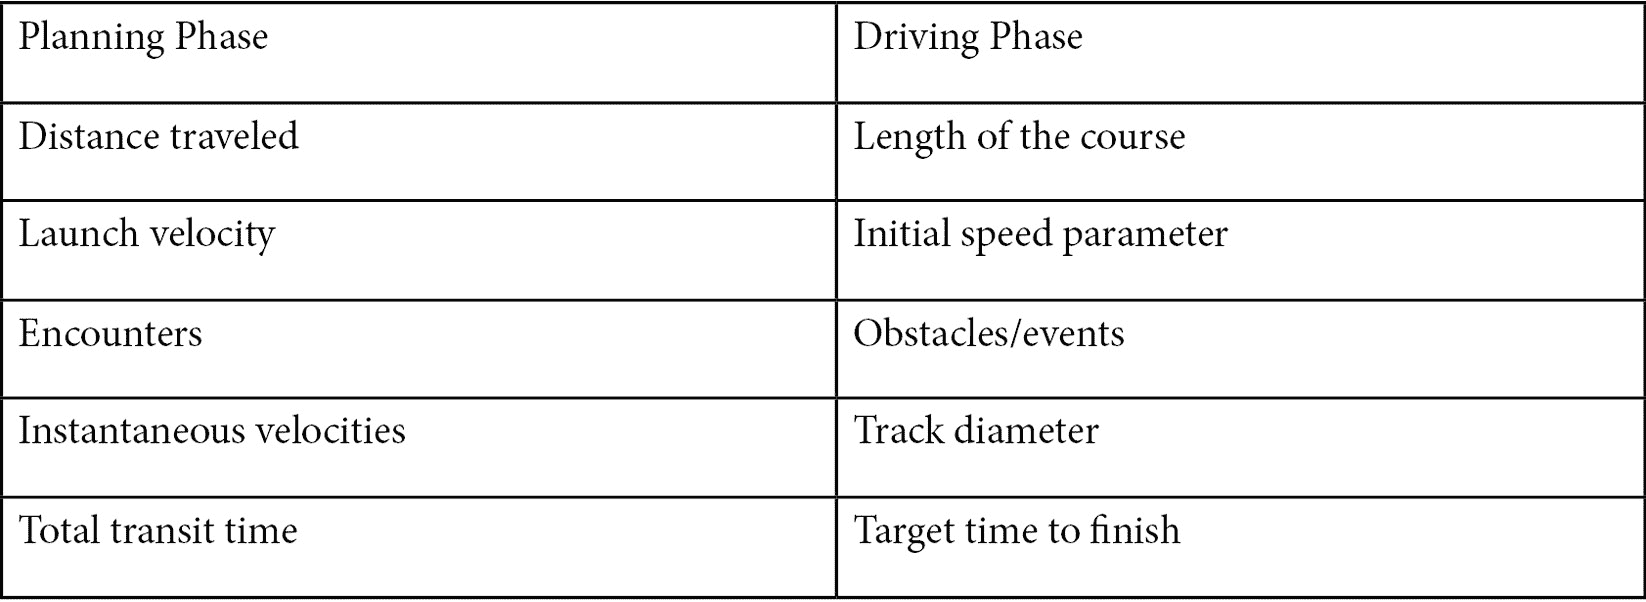 Planning Phase
Driving Phase
Distance traveled
Length of the course
Launch velocity
Initial speed parameter
Encounters
Obstacles/events
Instantaneous velocities
Track diameter
Total transit time
Target time to finish